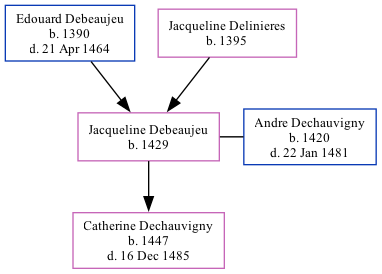 Edouard Debeaujeu
b. 1390
d. 21 Apr 1464
Jacqueline Delinieres
b. 1395
Jacqueline Debeaujeu
b. 1429
Andre Dechauvigny
b. 1420
d. 22 Jan 1481
Catherine Dechauvigny
b. 1447
d. 16 Dec 1485